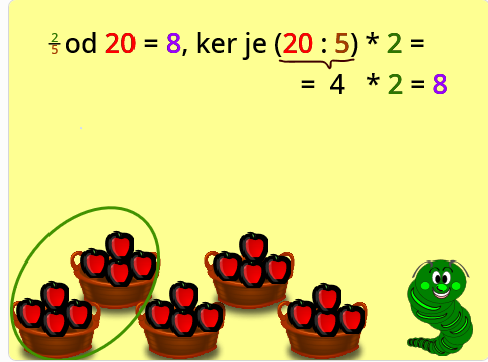 2/5 od 20 = 8, ker je (20 : 5) * 2 =
= 4 * 2 = 8